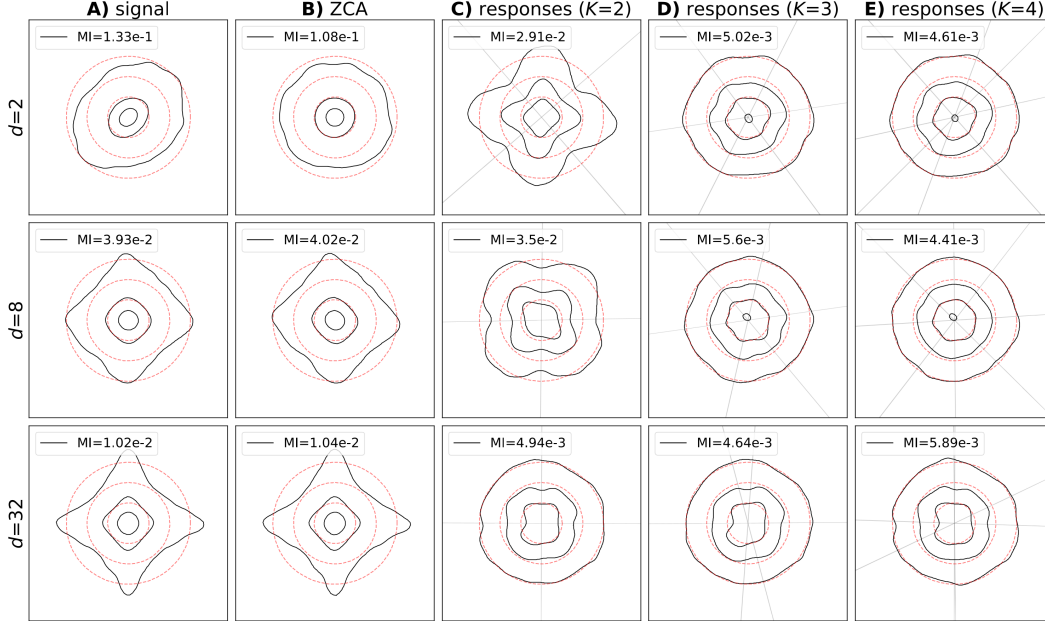 A) signal
B) ZCA
C) responses (K=2)
D) responses (K=3)
E) responses (K=4)
d=2
MI=1.33e-1
MI=1.08e-1
MI=2.91e-2
MI=5.02e-3
MI=4.61e-3
d=8
MI=3.93e-2
MI=4.02e-2
MI=3.5e-2
MI=5.6e-3
MI=4.41e-3
d=32
MI=1.02e-2
MI=1.04e-2
MI=4.94e-3
MI=4.64e-3
MI=5.89e-3